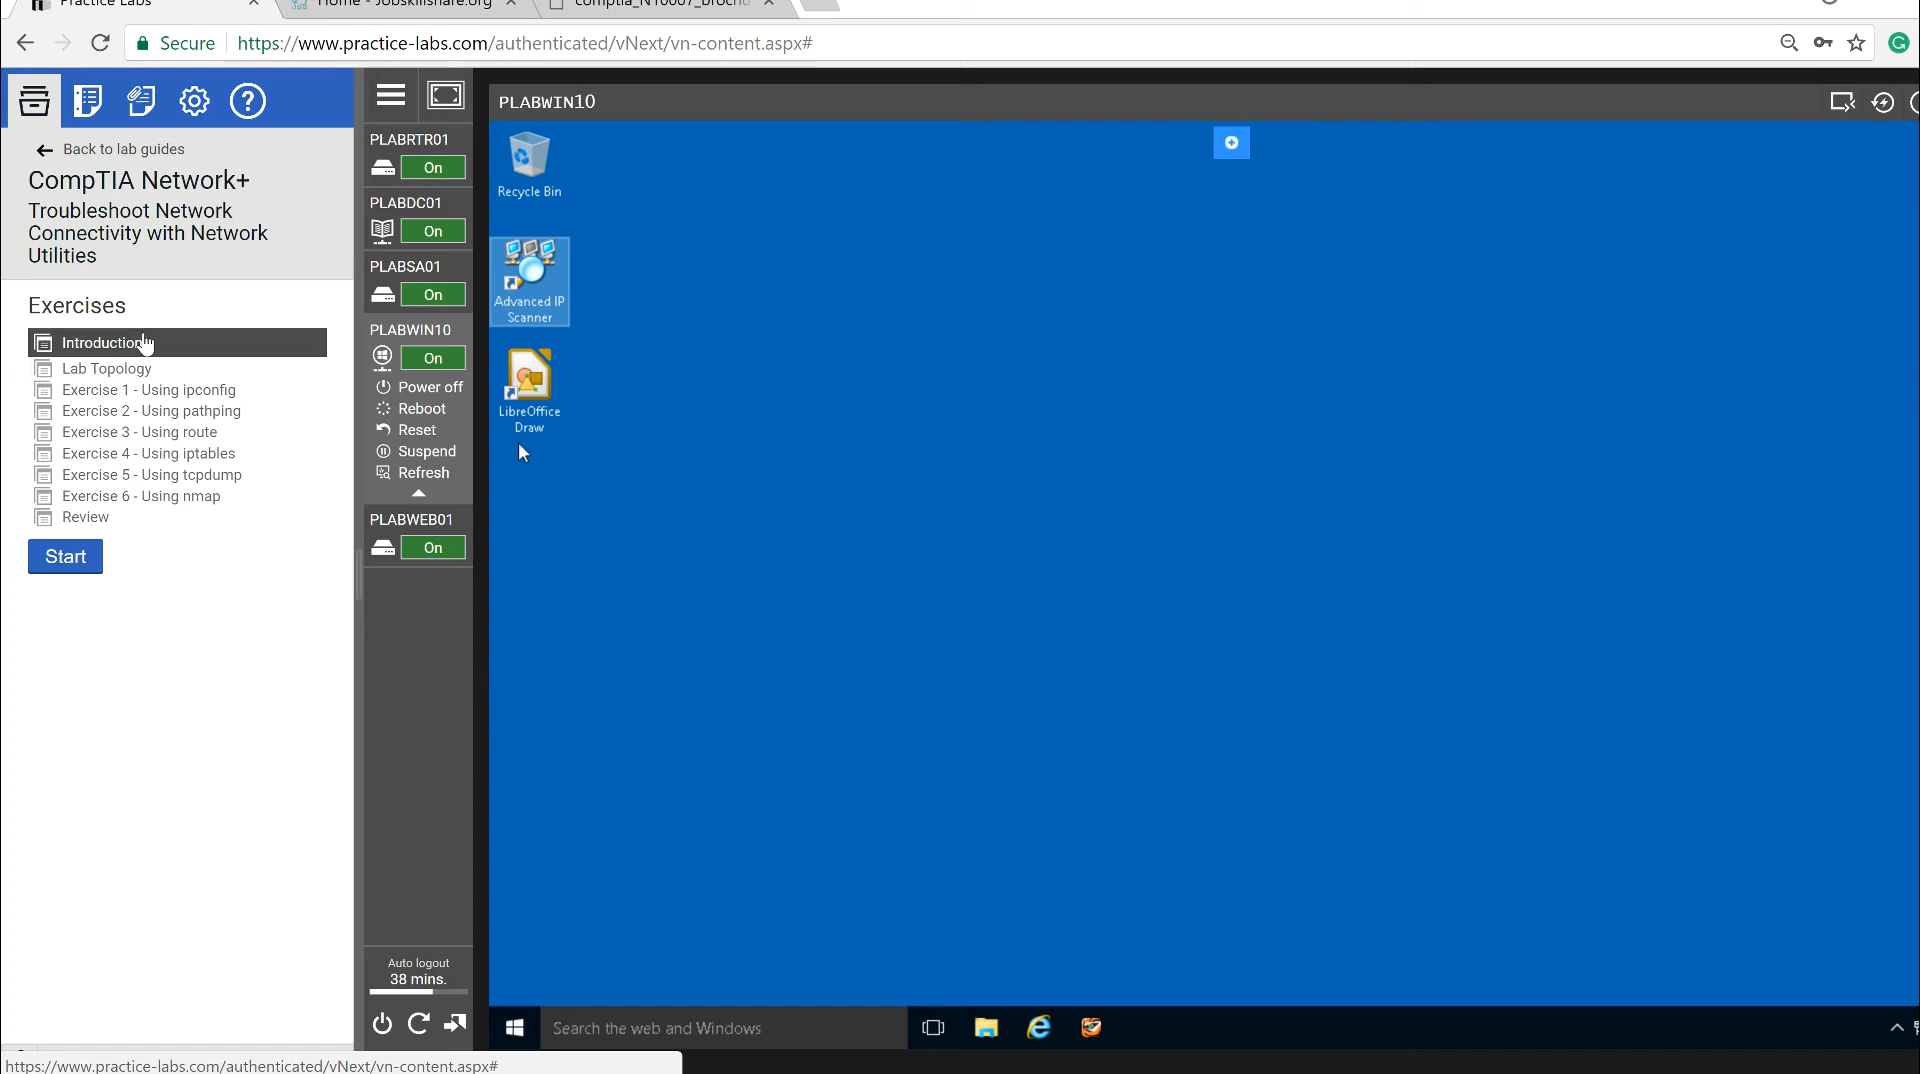 Practice Labs
Home - Jobskillshare.org
comptia_N10007_brochu
Secure
https://www.practice-labs.com/authenticated/vNext/vn-content.aspx#
Back to lab guides
CompTIA Network+
Troubleshoot Network
Connectivity with Network
Utilities
Exercises
Introduction
Lab Topology
Exercise 1 - Using ipconfig
Exercise 2 - Using pathping
Exercise 3 - Using route
Exercise 4 - Using iptables
Exercise 5 - Using tcpdump
Exercise 6 - Using nmap
Review
Start
PLABRTR01
On
PLABDC01
On
PLABSA01
On
PLABWIN10
On
Power off
Reboot
Reset
Suspend
Refresh
PLABWEB01
On
Auto logout
38 mins.
PLABWIN10
Recycle Bin
Advanced IP
Scanner
LibreOffice
Draw
Search the web and Windows
https://www.practice-labs.com/authenticated/vNext/vn-content.aspx#